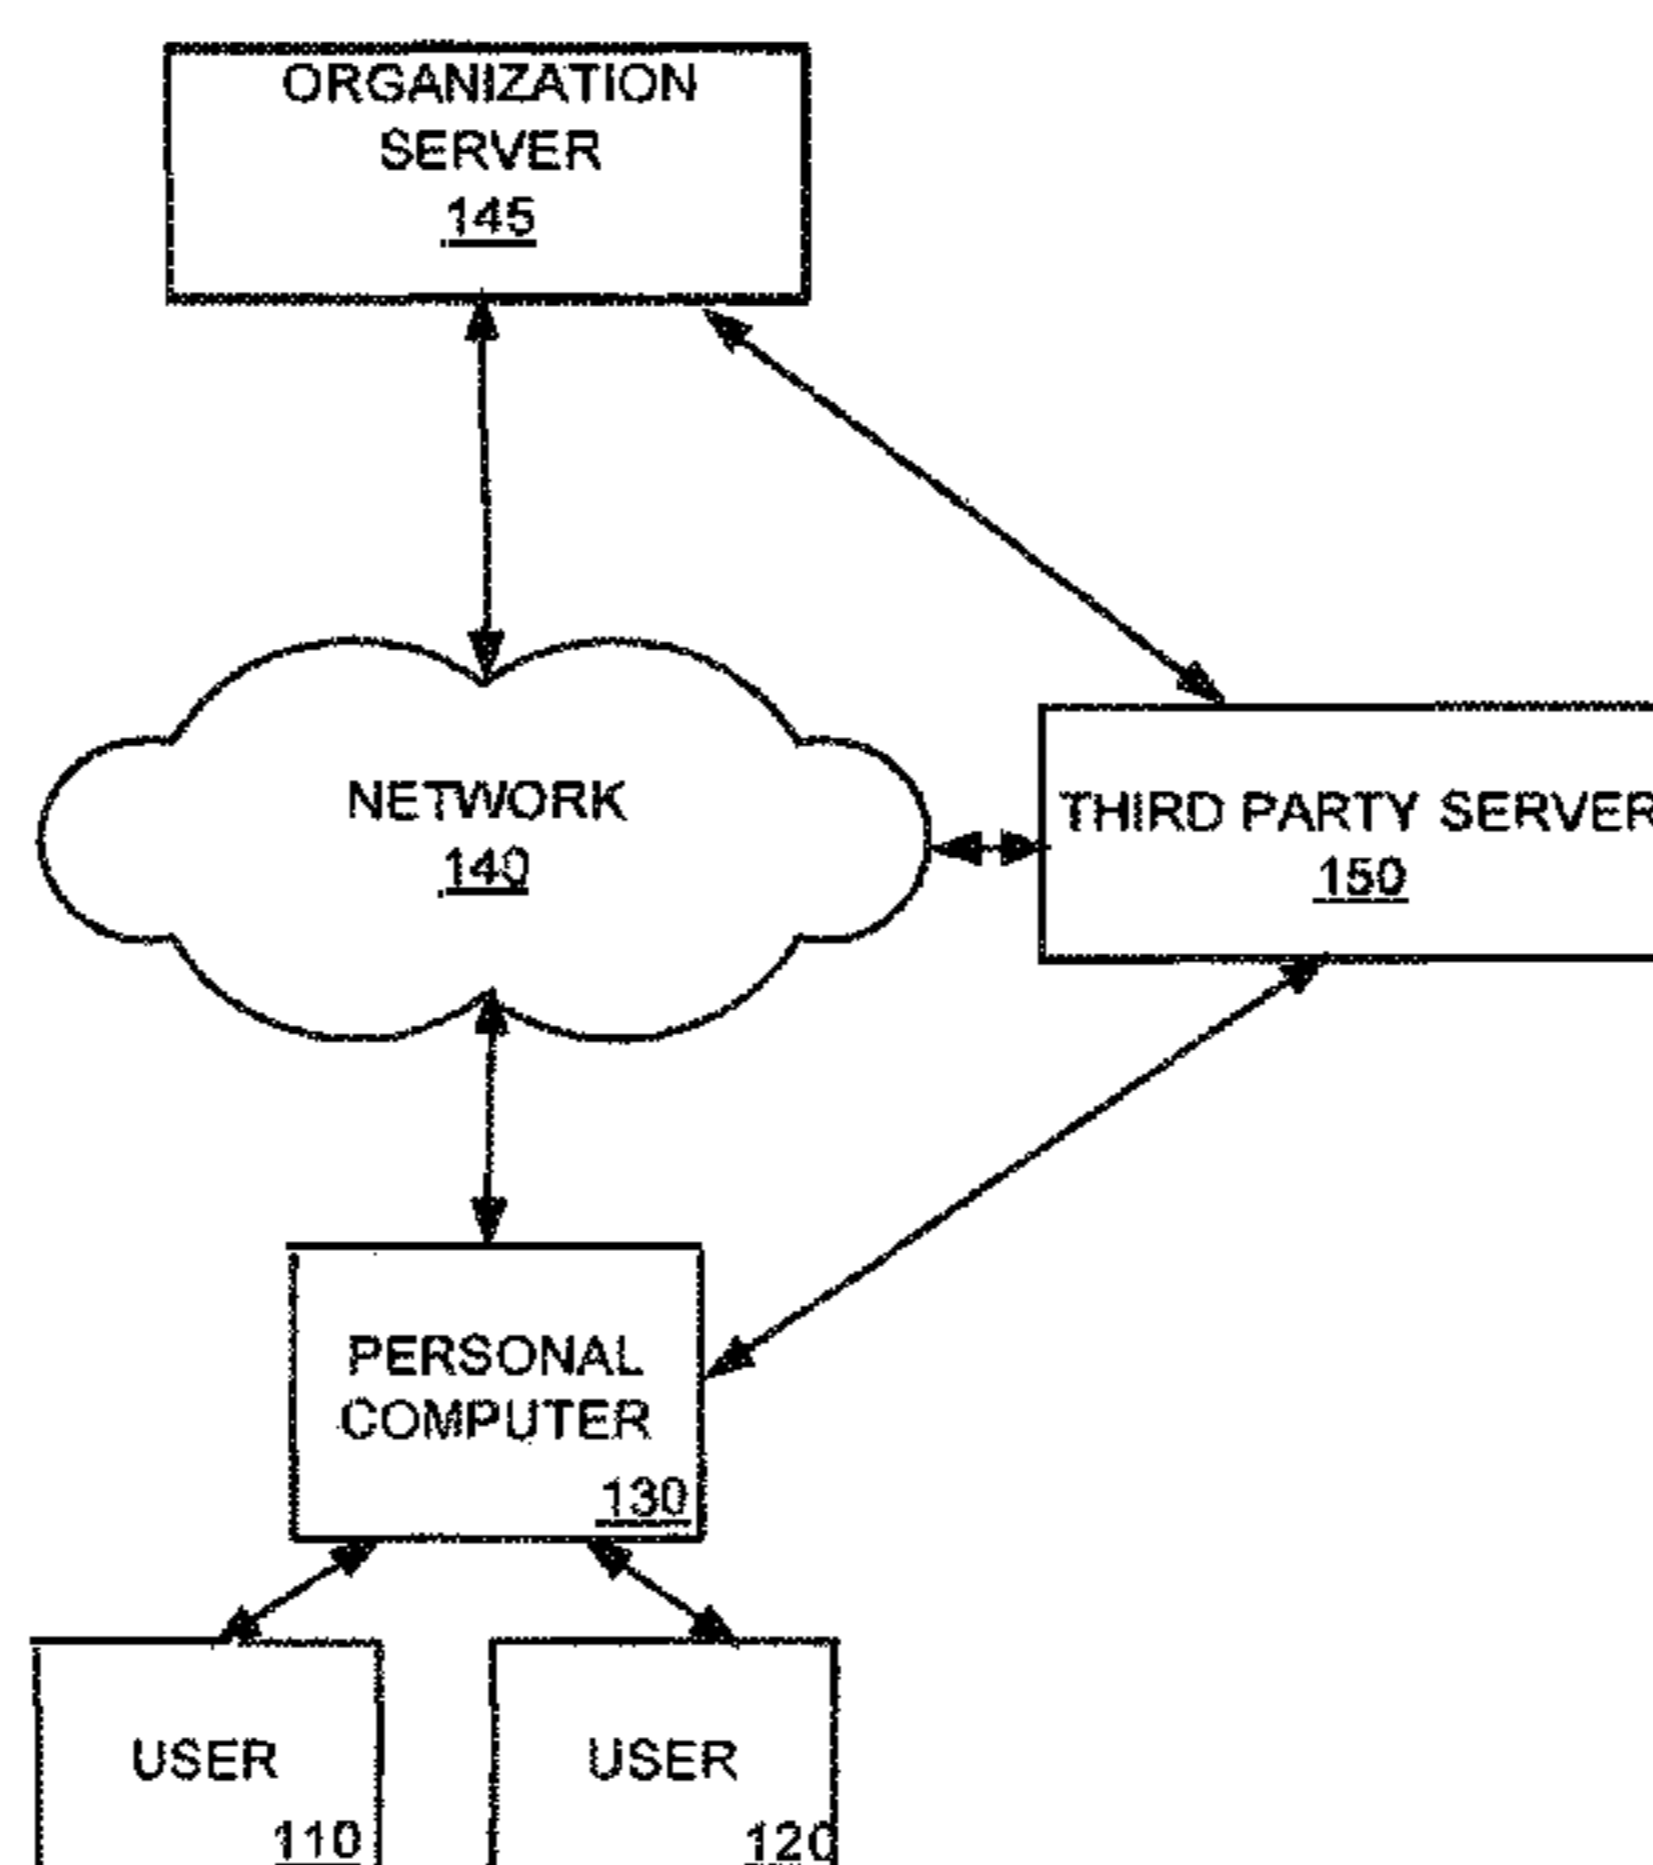 ORGANIZATION
SERVER
145
NETWORK
140
THIRD PARTY SERVER
150
PERSONAL
COMPUTER
130
USER
110
USER
120